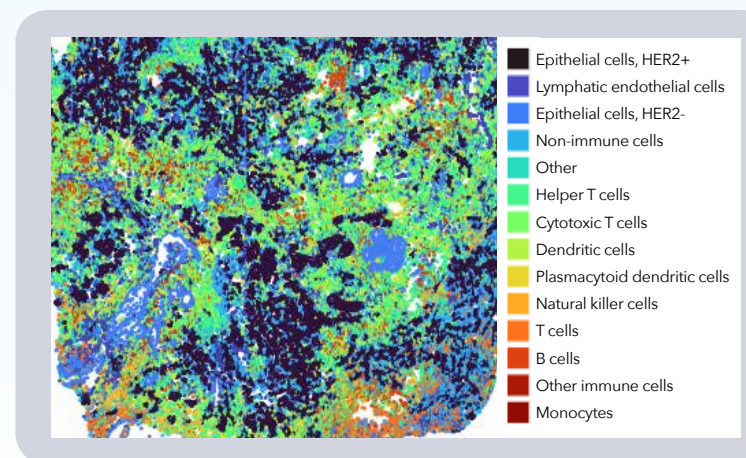 Epithelial cells, HER2+
Lymphatic endothelial cells
Epithelial cells, HER2-
Non-immune cells
Other
Helper T cells
Cytotoxic T cells
Dendritic cells
Plasmacytoid dendritic cells
Natural killer cells
T cells
B cells
Other immune cells
Monocytes